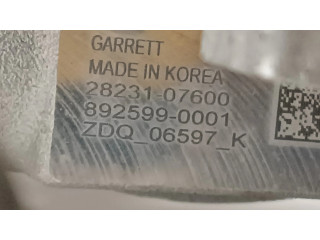 GARRETT
MADE IN KOREA
28231-07600
892599-0001
ZDQ_06597_K